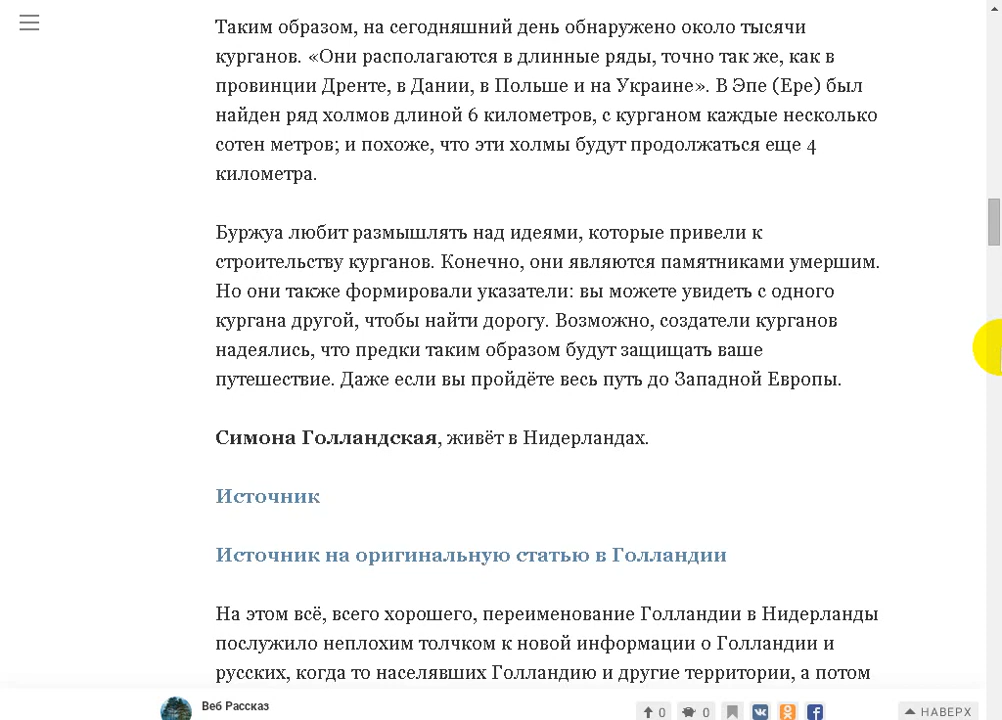 Таким образом, на сегодняшний день обнаружено около тысячи
курганов. «Они располагаются в длинные ряды, точно так же, как в
провинции Дренте, в Дании, в Польше и на Украине». В Эпе (Epe) был
найден ряд холмов длиной 6 километров, с курганом каждые несколько
сотен метров; и похоже, что эти холмы будут продолжаться еще 4
километра.
Буржуа любит размышлять над идеями, которые привели к
строительству курганов. Конечно, они являются памятниками умершим.
Но они также формировали указатели: вы можете увидеть с одного
кургана другой, чтобы найти дорогу. Возможно, создатели курганов
надеялись, что предки таким образом будут защищать ваше
путешествие. Даже если вы пройдёте весь путь до Западной Европы.
Симона Голландская, живёт в Нидерландах.
Источник
Источник на оригинальную статью в Голландии
На этом всё, всего хорошего, переименование Голландии в Нидерланды
послужило неплохим толчком к новой информации о Голландии и
русских, когда то населявших Голландию и другие территории, а потом
Веб Рассказ
0 0 НАВЕРХ